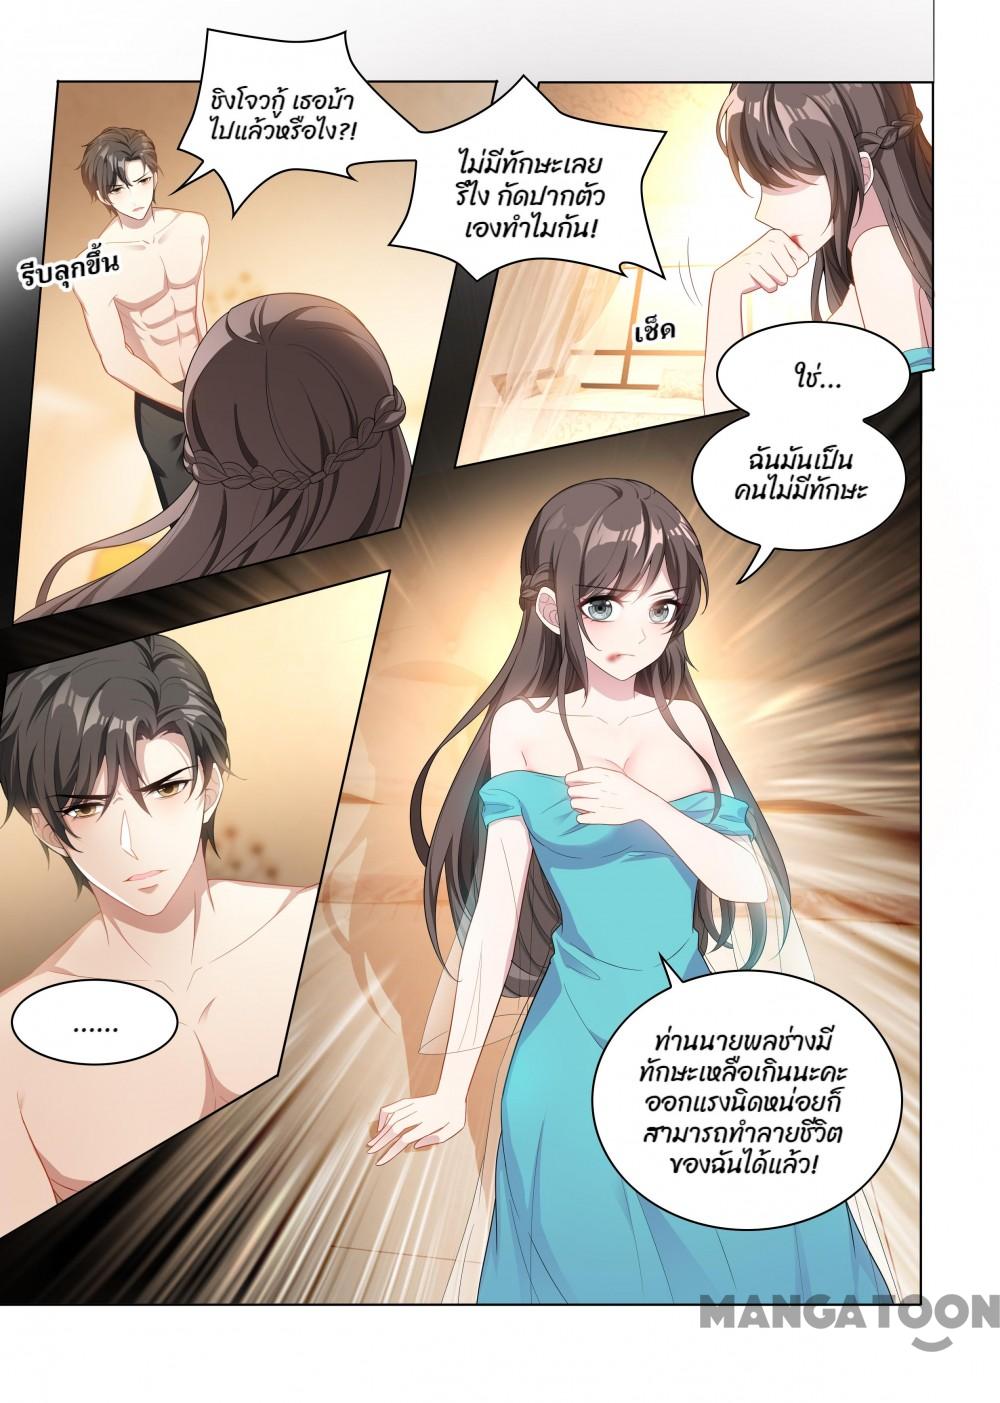 ชิงโจวกู้ เธอบ้า
ไปแล้วหรือไง?!
ไม่มีทักษะเลย
รึไง กัดปากตัว
เองทำไมกัน!
รีบลุกขึ้น
เช็ด
ใช่...
ฉันมันเป็น
คนไม่มีทักษะ
......
ท่านนายพลช่างมี
ทักษะเหลือเกินนะคะ
ออกแรงนิดหน่อยก็
สามารถทำลายชีวิต
ของฉันได้แล้ว!
MANGATOON